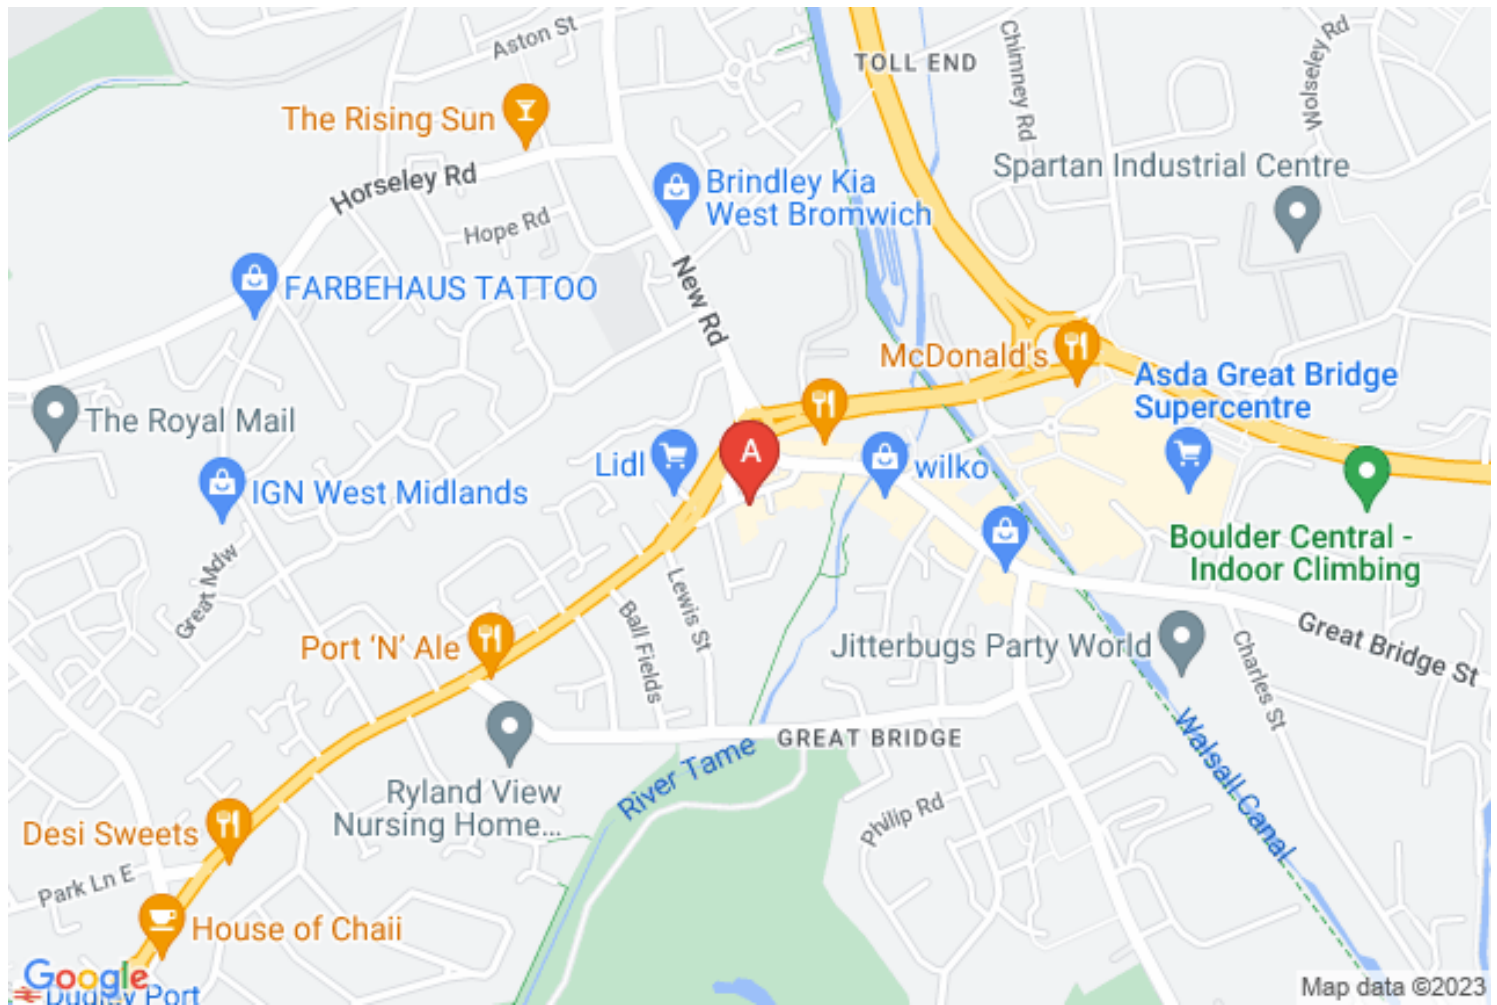 Aston St
TOLL END
Chimney Rd
Wolseley Rd
The Rising Sun
Horseley Rd
Spartan Industrial Centre
Brindley Kia
West Bromwich
Hope Rd
FARBEHAUS TATTOO
New Rd
McDonald's
Asda Great Bridge
Supercentre
The Royal Mail
A
Lidl
wilko
IGN West Midlands
Boulder Central -
Indoor Climbing
Great Mdw
Lewis St
Ball Fields
Port 'N' Ale
Jitterbugs Party World
Great Bridge St
Charles St
GREAT BRIDGE
River Tame
Walsall Canal
Ryland View
Nursing Home...
Philip Rd
Desi Sweets
Park Ln E
House of Chaii
Google
Dudley Port
Map data ©2023